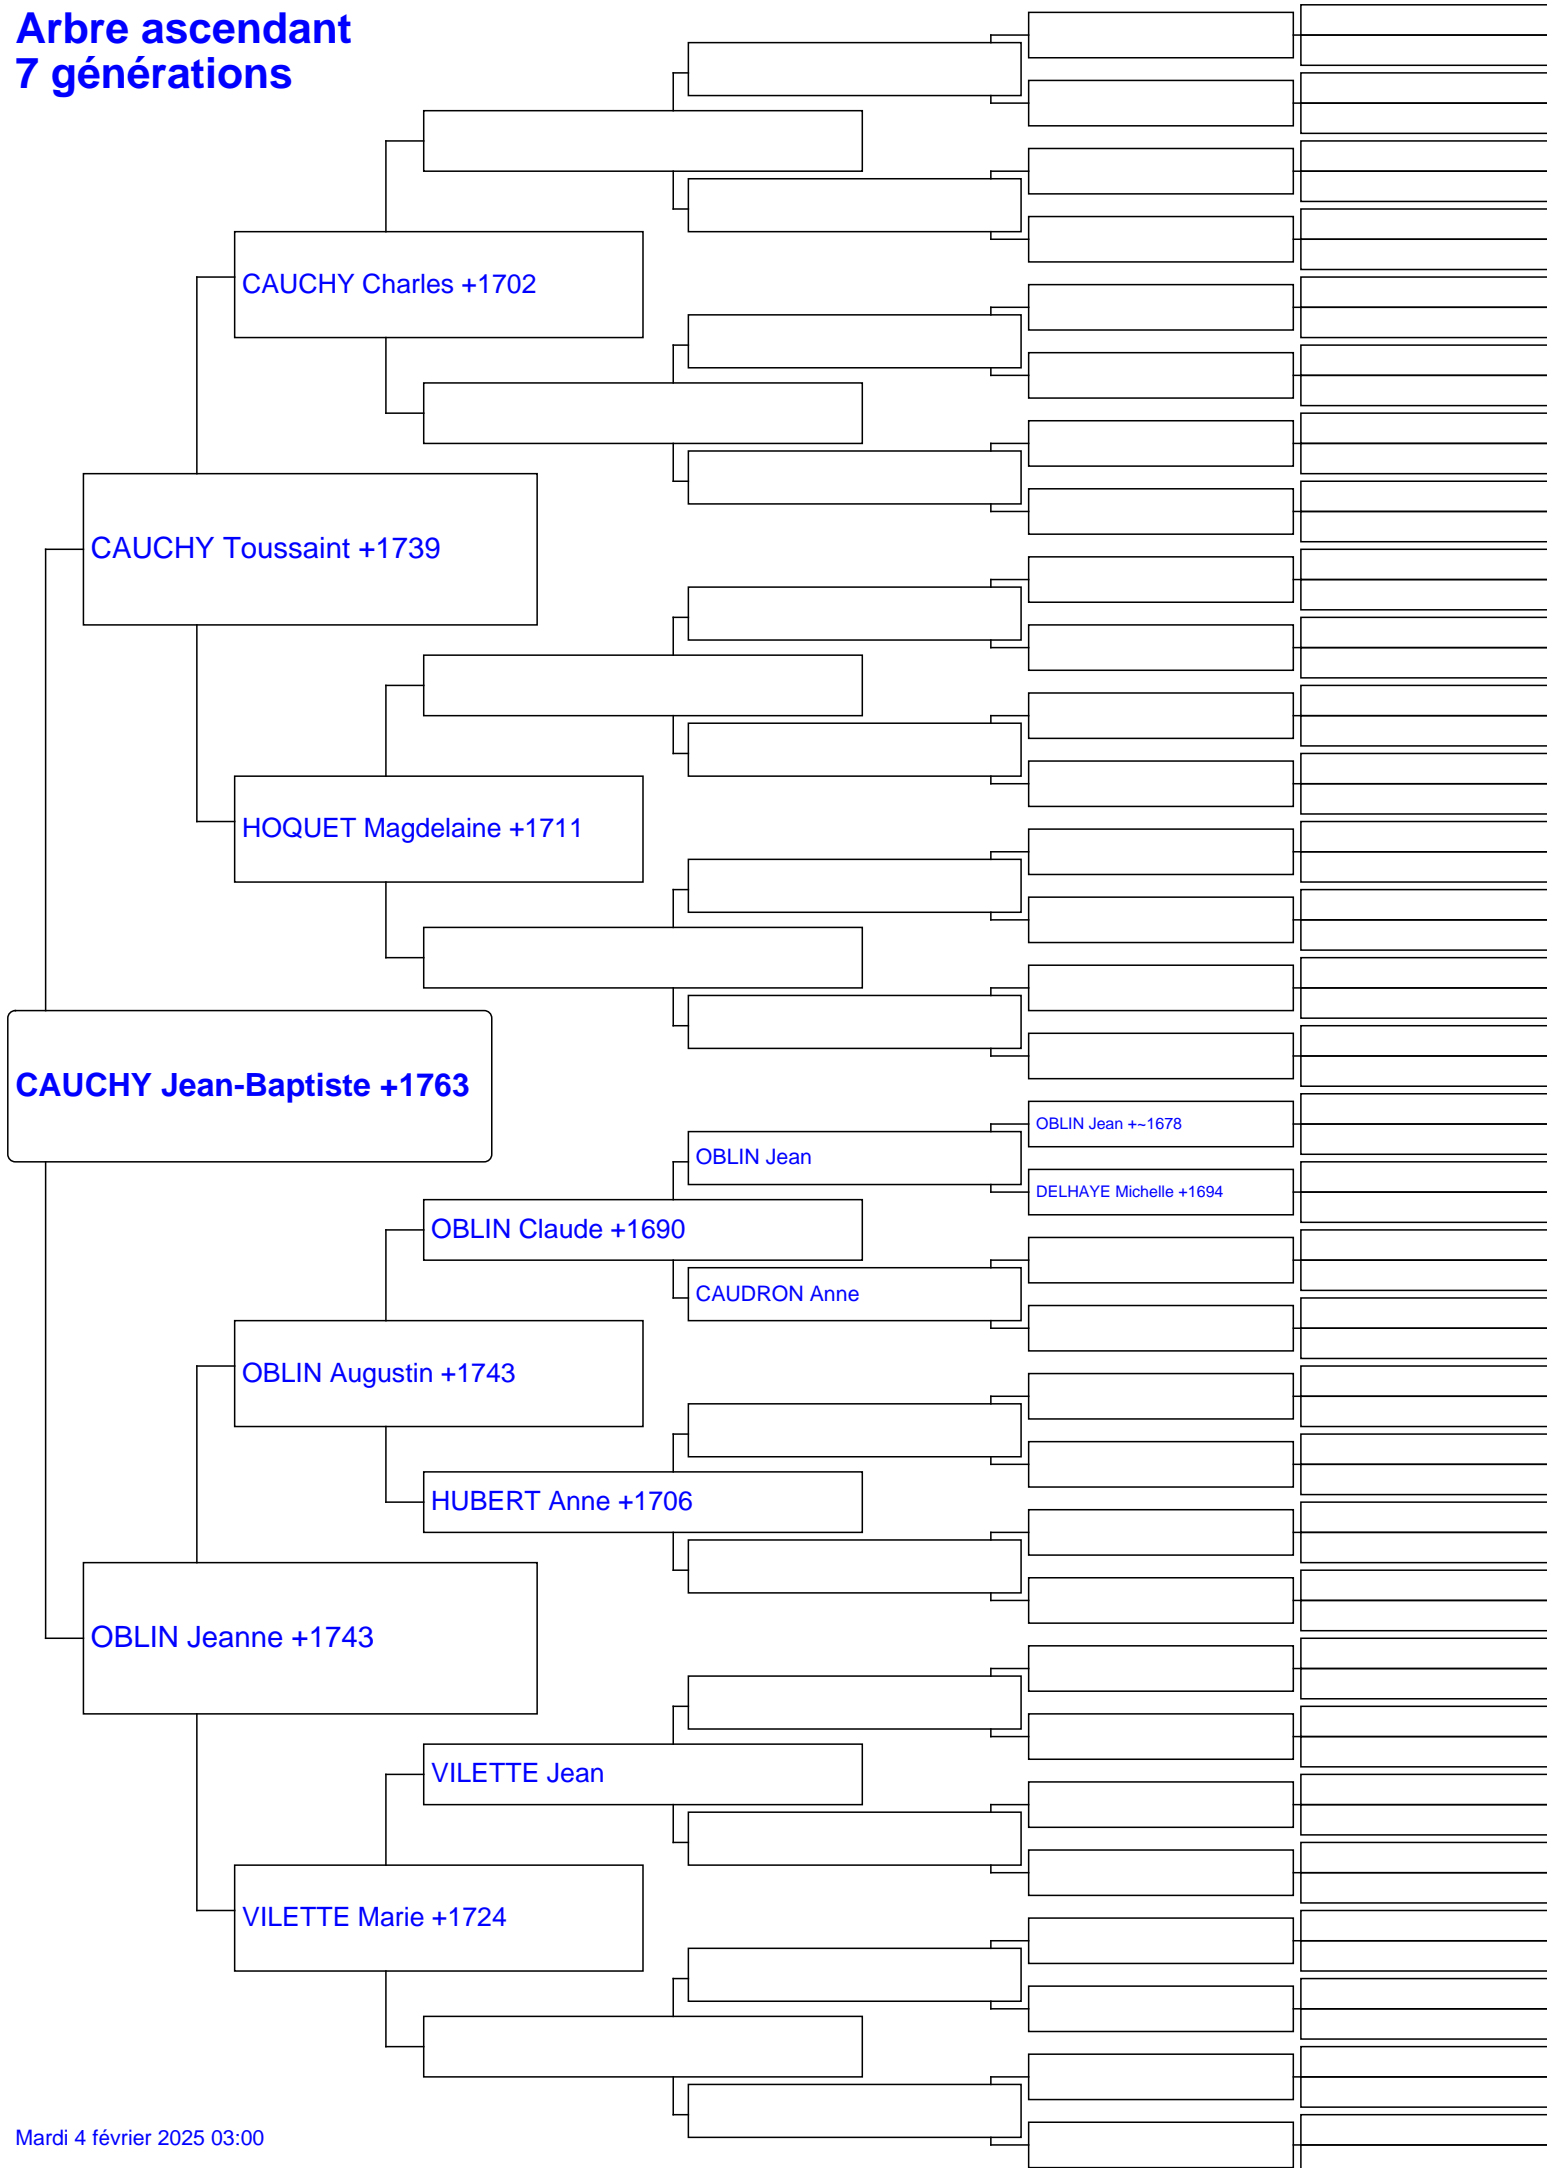 Arbre ascendant
7 générations
CAUCHY Charles +1702
CAUCHY Toussaint +1739
HOQUET Magdelaine +1711
CAUCHY Jean-Baptiste +1763
OBLIN Jean +~1678
OBLIN Jean
DELHAYE Michelle +1694
OBLIN Claude +1690
CAUDRON Anne
OBLIN Augustin +1743
HUBERT Anne +1706
OBLIN Jeanne +1743
VILETTE Jean
VILETTE Marie +1724
Mardi 4 février 2025 03:00